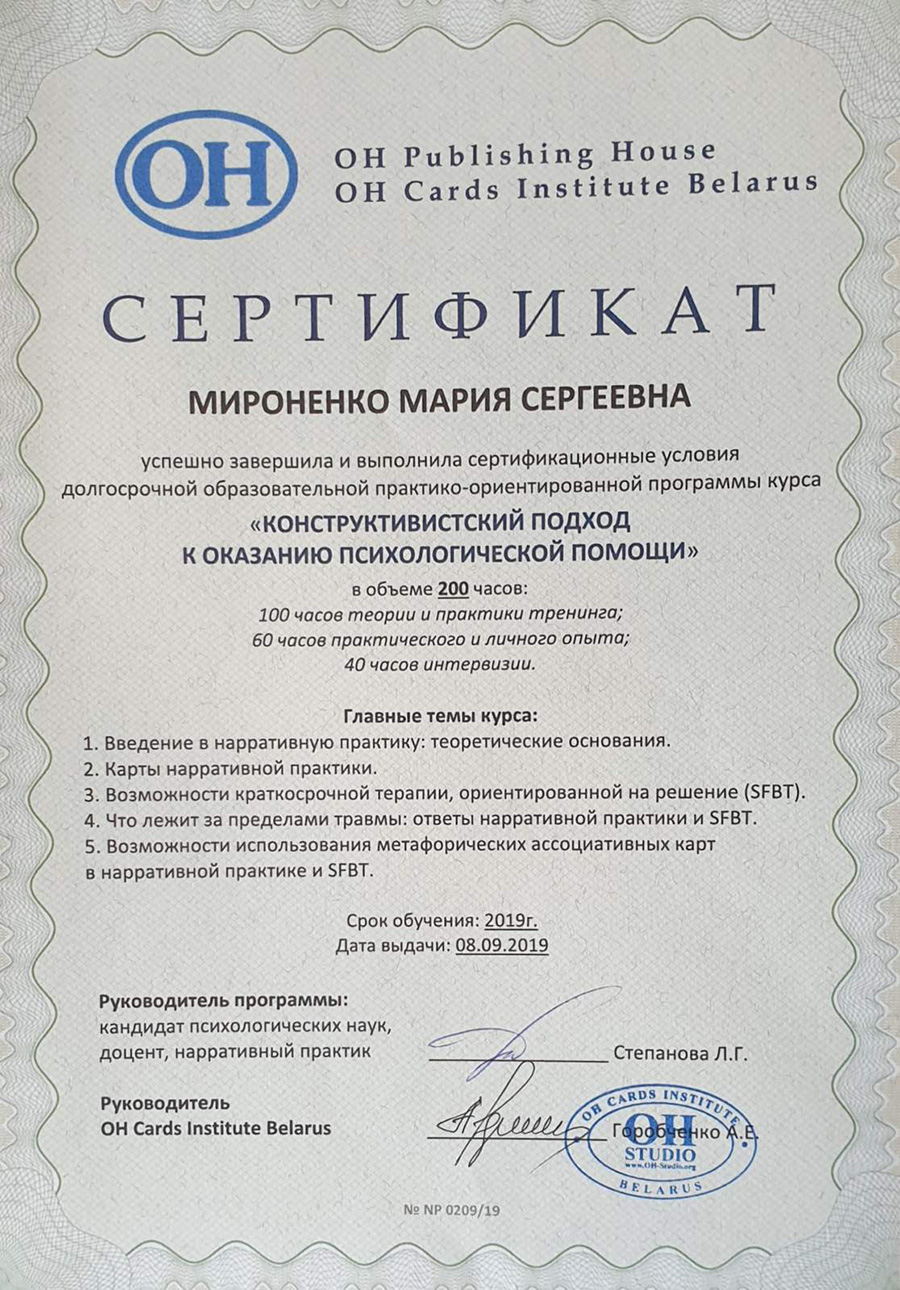 OH
OH Publishing House
OH Cards Institute Belarus
СЕРТИФИКАТ
МИРОНЕНКО МАРИЯ СЕРГЕЕВНА
успешно завершила и выполнила сертификационные условия
долгосрочной образовательной практико-ориентированной программы курса
«КОНСТРУКТИВИСТСКИЙ ПОДХОД
К ОКАЗАНИЮ ПСИХОЛОГИЧЕСКОЙ ПОМОЩИ»
в объеме 200 часов:
100 часов теории и практики тренинга;
60 часов практического и личного опыта;
40 часов интервизии.
Главные темы курса:
1. Введение в нарративную практику: теоретические основания.
2. Карты нарративной практики.
3. Возможности краткосрочной терапии, ориентированной на решение (SFBT).
4. Что лежит за пределами травмы: ответы нарративной практики и SFBT.
5. Возможности использования метафорических ассоциативных карт
в нарративной практике и SFBT.
Срок обучения: 2019г.
Дата выдачи: 08.09.2019
Руководитель программы:
кандидат психологических наук,
доцент, нарративный практик
Степанова Л.Г.
Руководитель
OH Cards Institute Belarus
Горобченко А.Е.
OH CARDS INSTITUTE
OH
STUDIO
www.OH-Studio.org
BELARUS
№ NP 0209/19